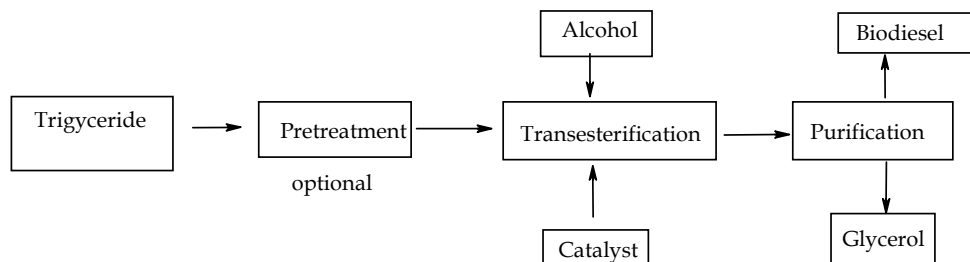 Alcohol
Biodiesel
Trigyceride
Pretreatment
Transesterification
Purification
optional
Catalyst
Glycerol